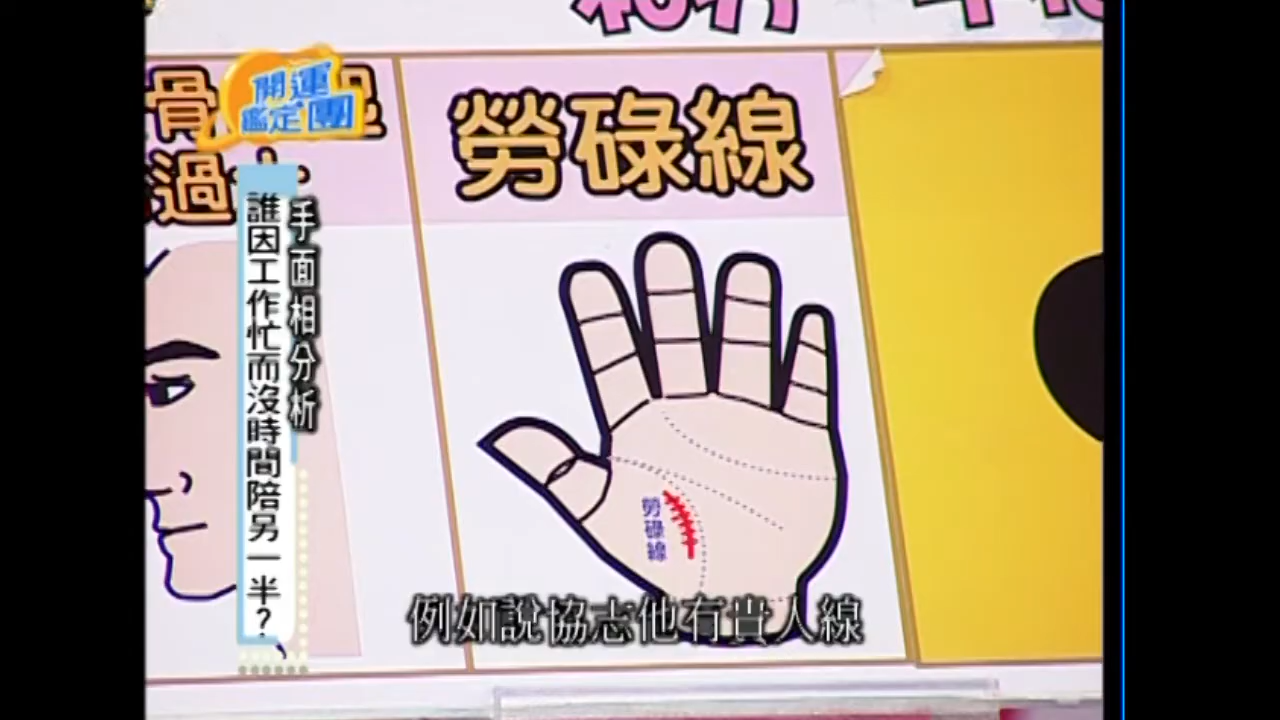 開運
鑑定團
勞碌線
手面相分析
誰因工作忙而沒時間陪另一半?
勞碌線
例如說協志他有貴人線